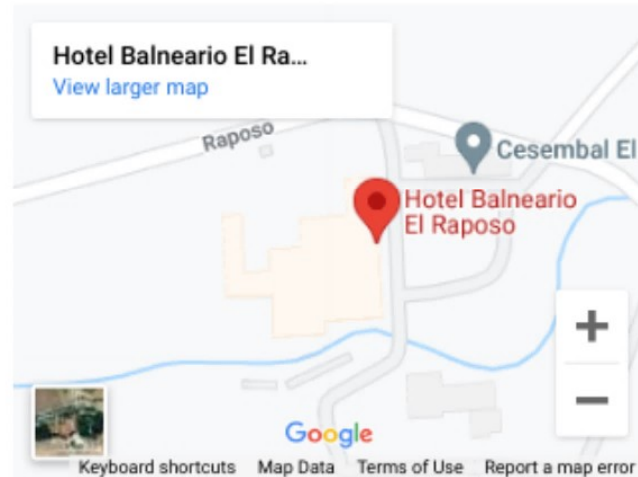 Hotel Balneario El Ra...
View larger map
Raposo
Cesembal El
Hotel Balneario
El Raposo
Google
Keyboard shortcuts Map Data Terms of Use Report a map error